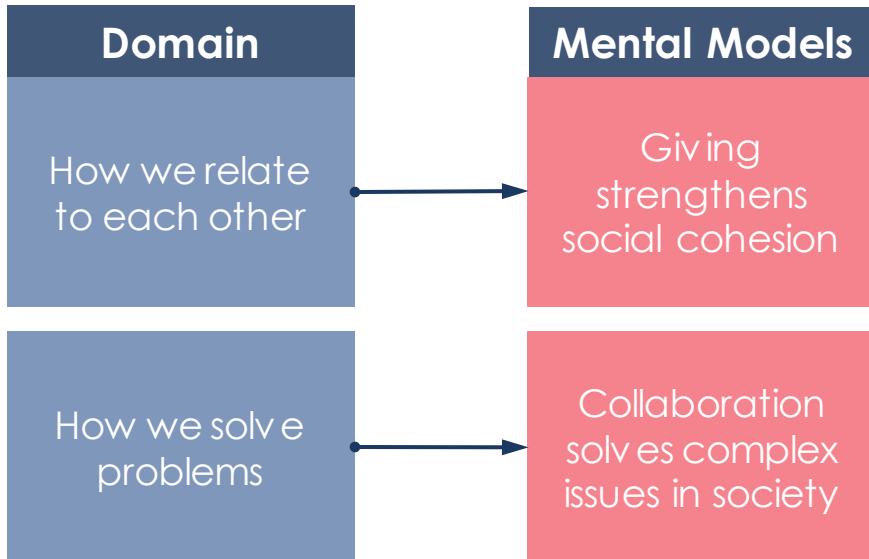 Domain
Mental Models
How we relate
to each other
Giving
strengthens
social cohesion
How we solve
problems
Collaboration
solves complex
issues in society